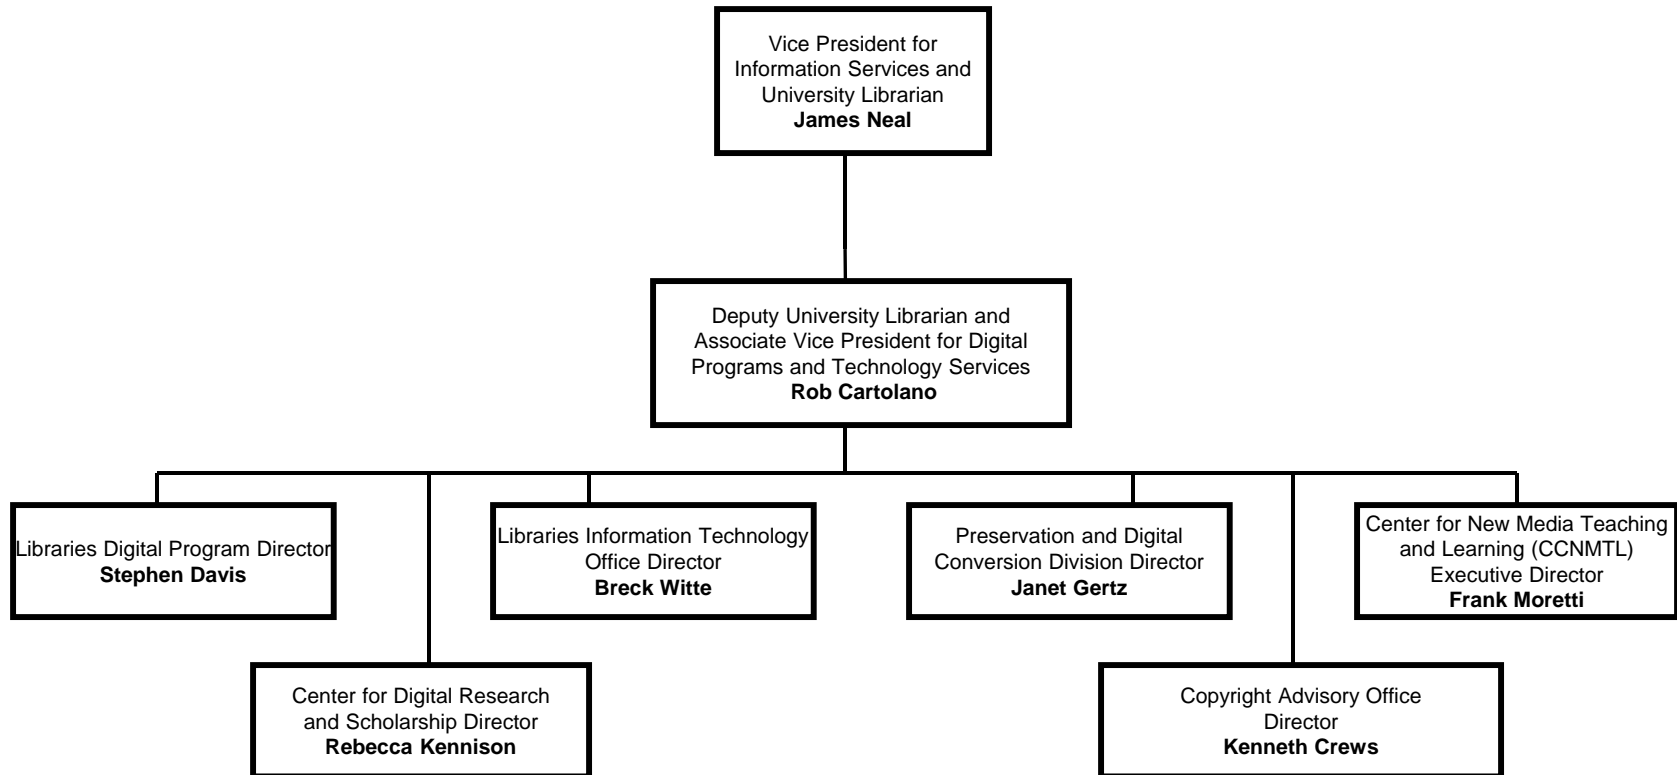 Vice President for
Information Services and
University Librarian
James Neal
Deputy University Librarian and
Associate Vice President for Digital
Programs and Technology Services
Rob Cartolano
Libraries Digital Program Director
Stephen Davis
Libraries Information Technology
Office Director
Breck Witte
Preservation and Digital
Conversion Division Director
Janet Gertz
Center for New Media Teaching
and Learning (CCNMTL)
Executive Director
Frank Moretti
Center for Digital Research
and Scholarship Director
Rebecca Kennison
Copyright Advisory Office
Director
Kenneth Crews